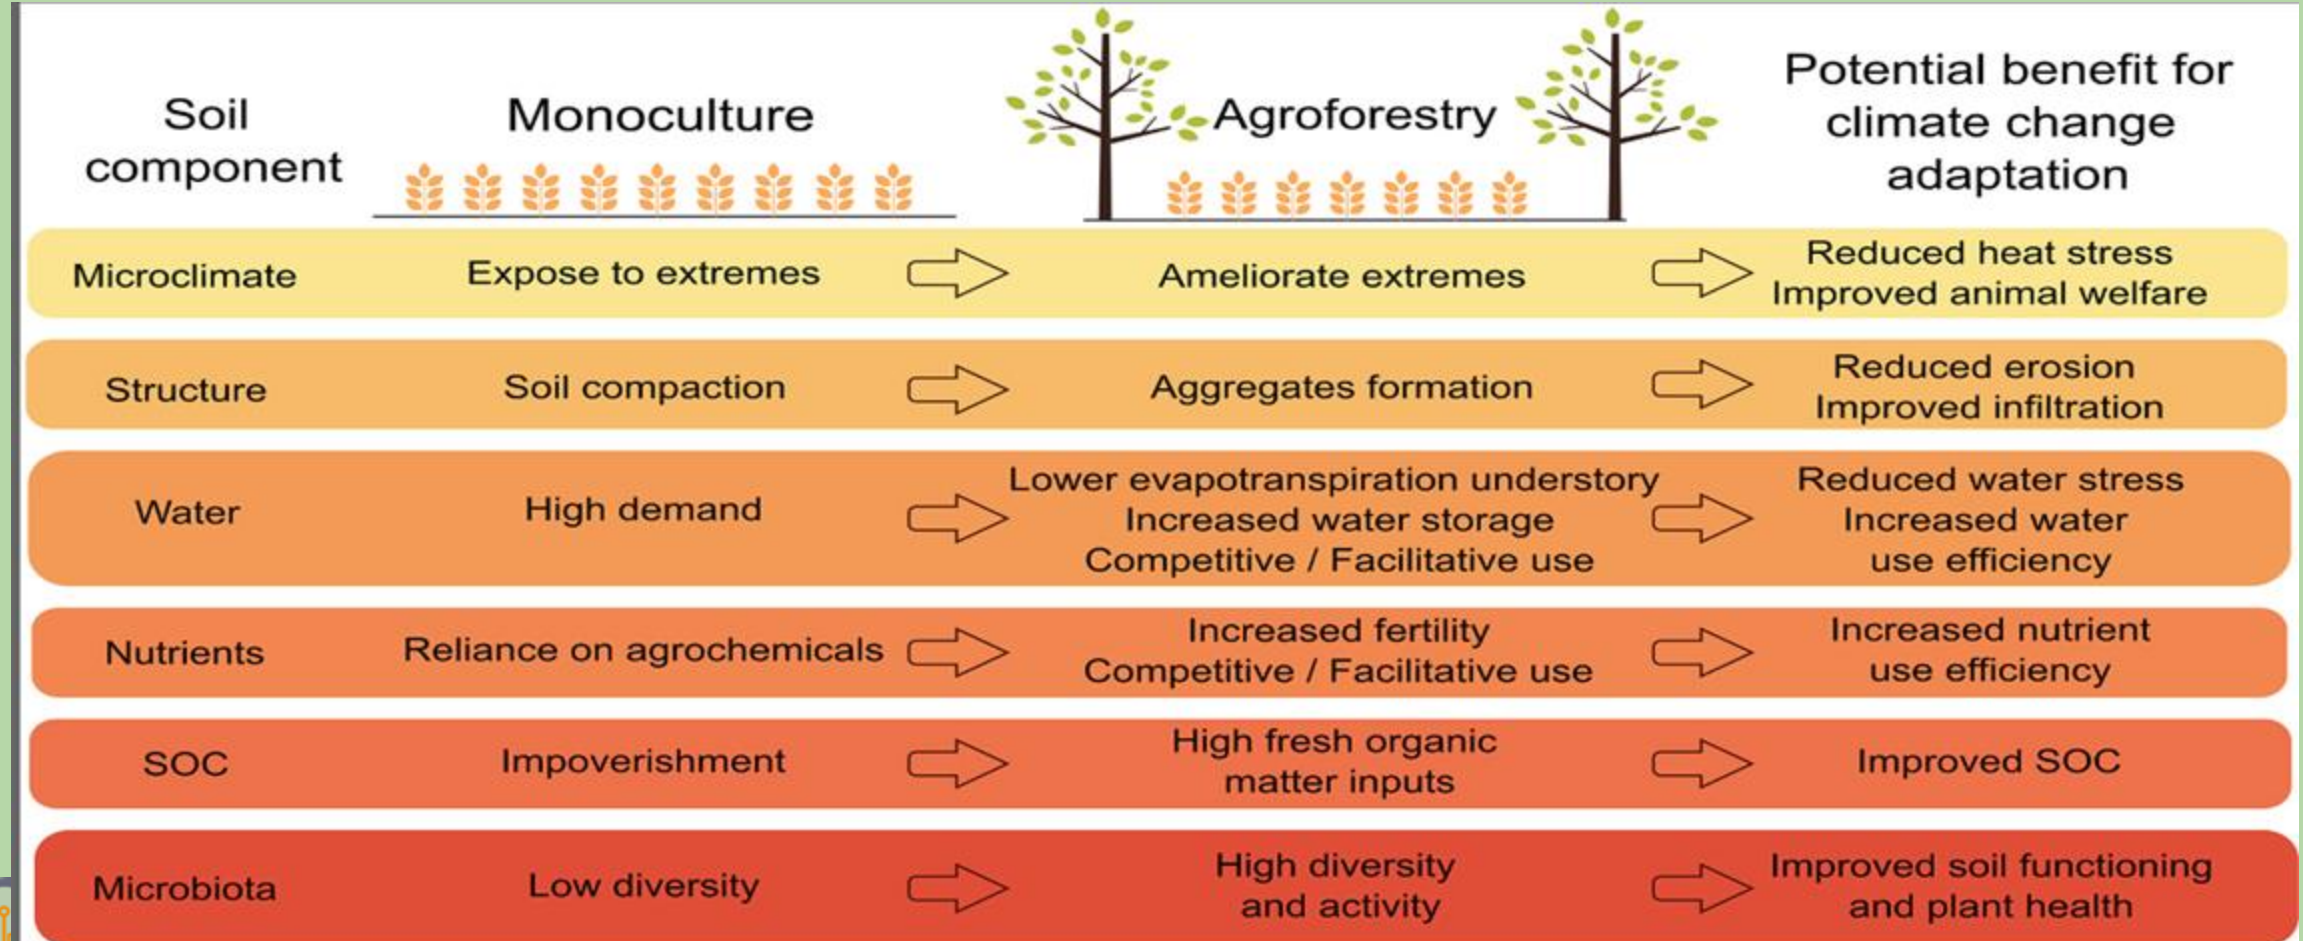 Soil
component
Monoculture
Agroforestry
Potential benefit for
climate change
adaptation
Microclimate
Expose to extremes
Ameliorate extremes
Reduced heat stress
Improved animal welfare
Structure
Soil compaction
Aggregates formation
Reduced erosion
Improved infiltration
Water
High demand
Lower evapotranspiration understory
Increased water storage
Competitive / Facilitative use
Reduced water stress
Increased water
use efficiency
Nutrients
Reliance on agrochemicals
Increased fertility
Competitive / Facilitative use
Increased nutrient
use efficiency
SOC
Impoverishment
High fresh organic
matter inputs
Improved SOC
Microbiota
Low diversity
High diversity
and activity
Improved soil functioning
and plant health